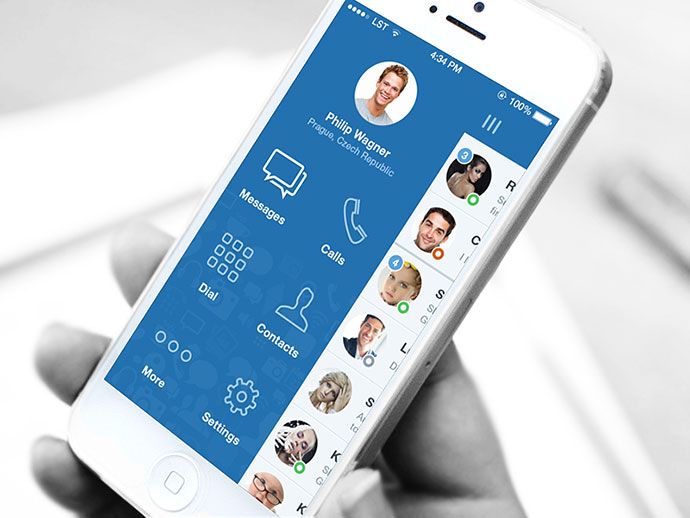 LST
4:34 PM
100%
Philip Wagner
Prague, Czech Republic
Messages
Calls
Dial
Contacts
More
Settings
3
R
C
4
S
L
S
K
K